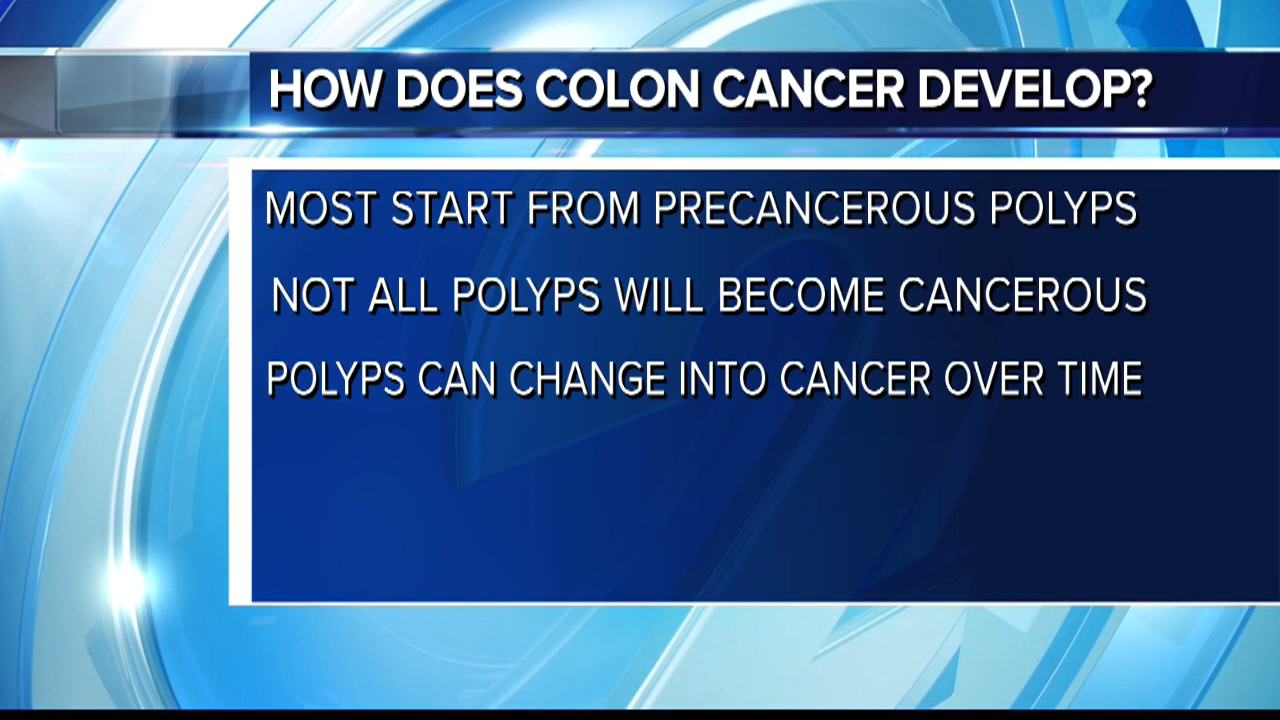 HOW DOES COLON CANCER DEVELOP?
MOST START FROM PRECANCEROUS POLYPS
NOT ALL POLYPS WILL BECOME CANCEROUS
POLYPS CAN CHANGE INTO CANCER OVER TIME